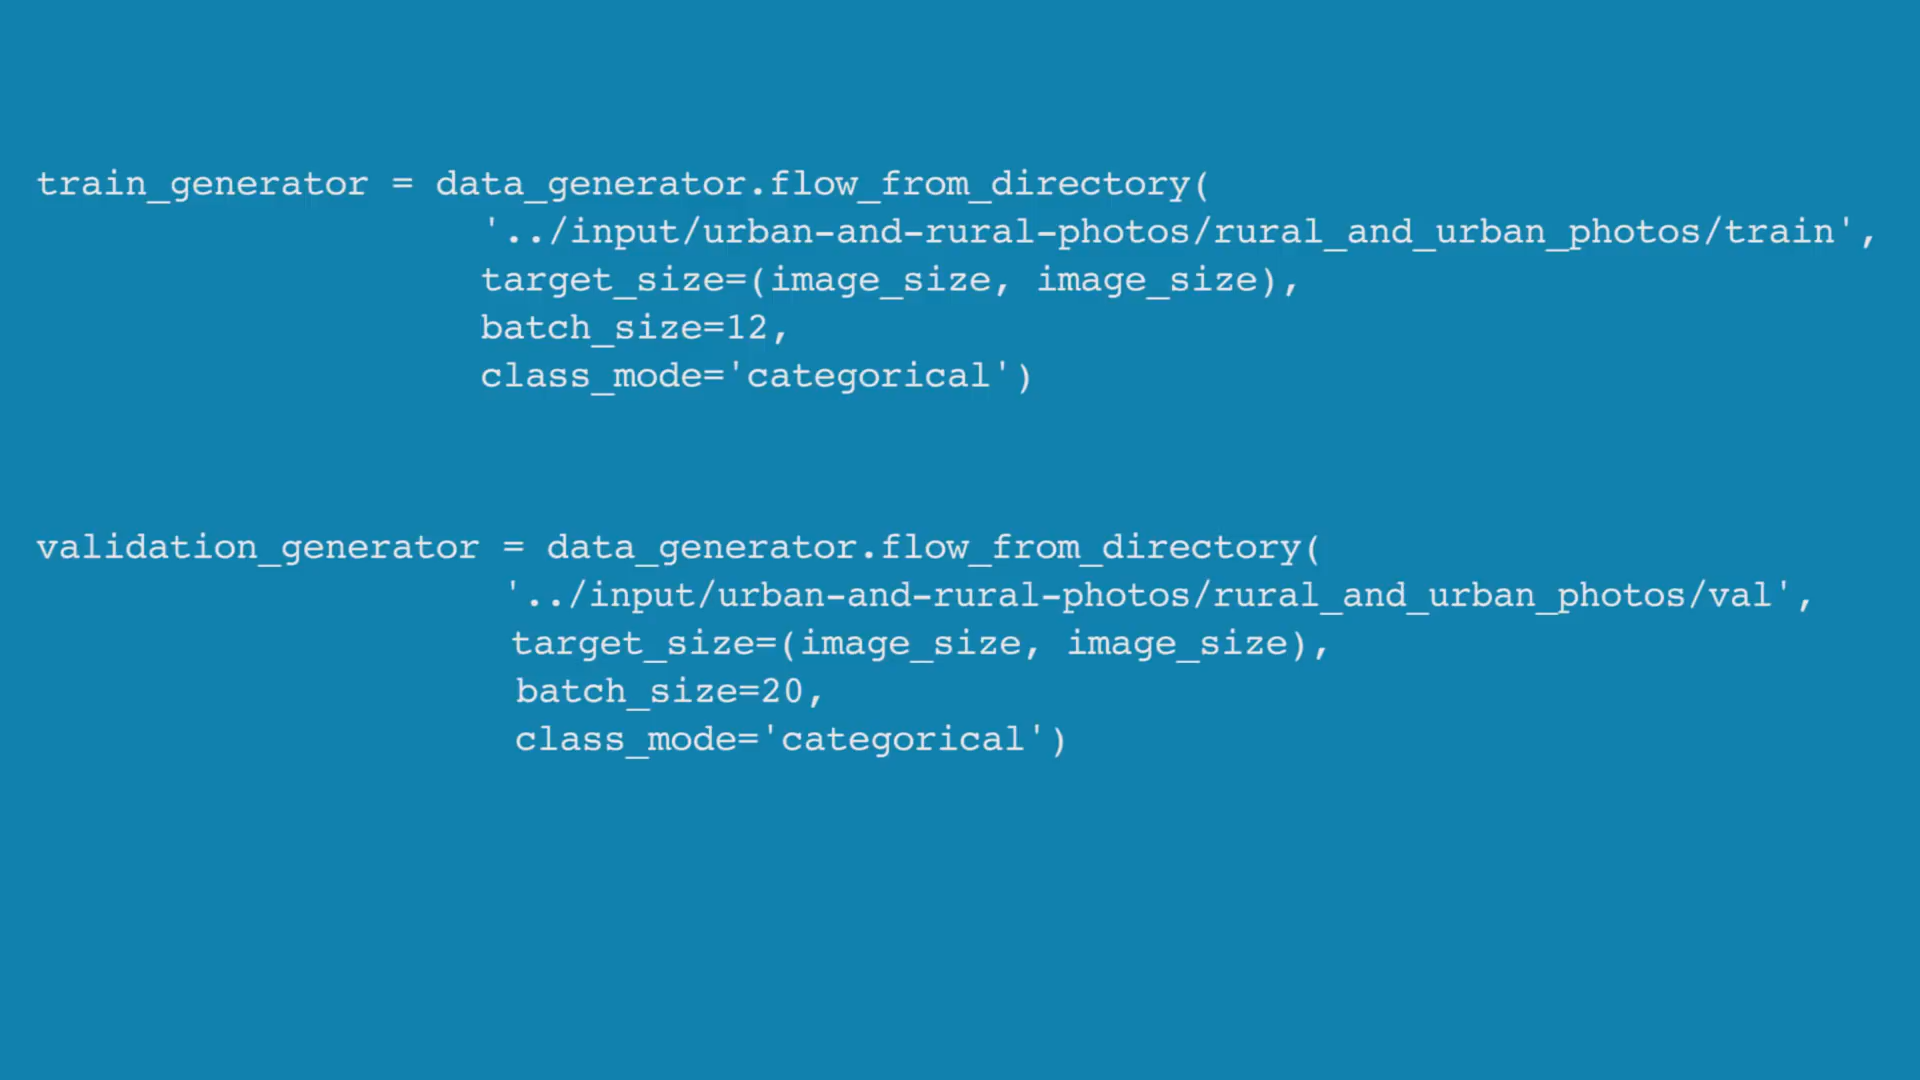 train_generator = data_generator.flow_from_directory(
'../input/urban-and-rural-photos/rural_and_urban_photos/train',
target_size=(image_size, image_size),
batch_size=12,
class_mode='categorical')
validation_generator = data_generator.flow_from_directory(
'../input/urban-and-rural-photos/rural_and_urban_photos/val',
target_size=(image_size, image_size),
batch_size=20,
class_mode='categorical')